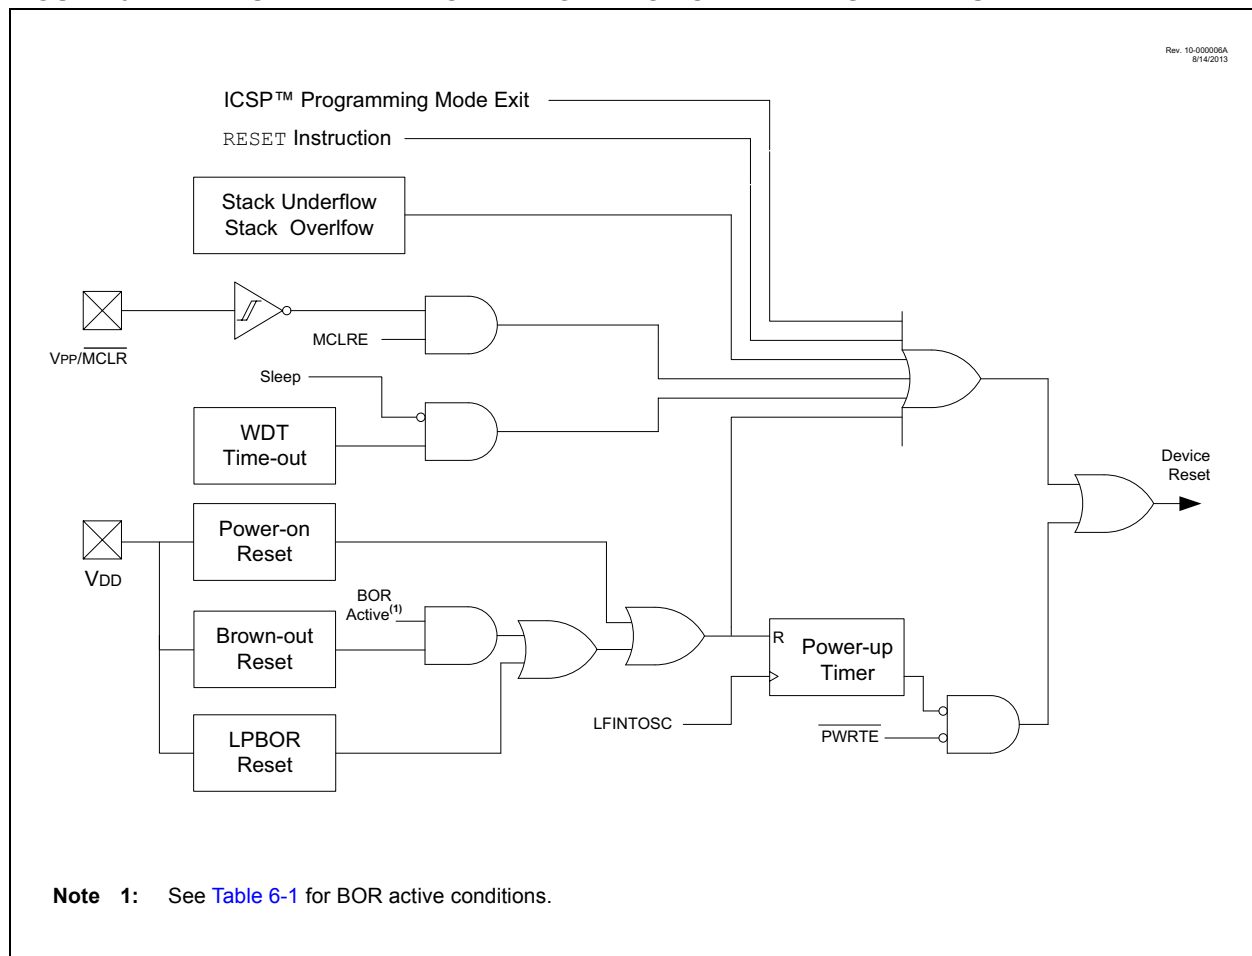 Rev. 10-000006A
8/14/2013
ICSP™ Programming Mode Exit
RESET Instruction
Stack Underflow
Stack Overlfow
VPP/MCLR
MCLRE
Sleep
WDT
Time-out
Device
Reset
VDD
Power-on
Reset
BOR
Active(1)
Brown-out
Reset
R
Power-up
Timer
LFINTOSC
PWRTE
LPBOR
Reset
Note 1: See Table 6-1 for BOR active conditions.